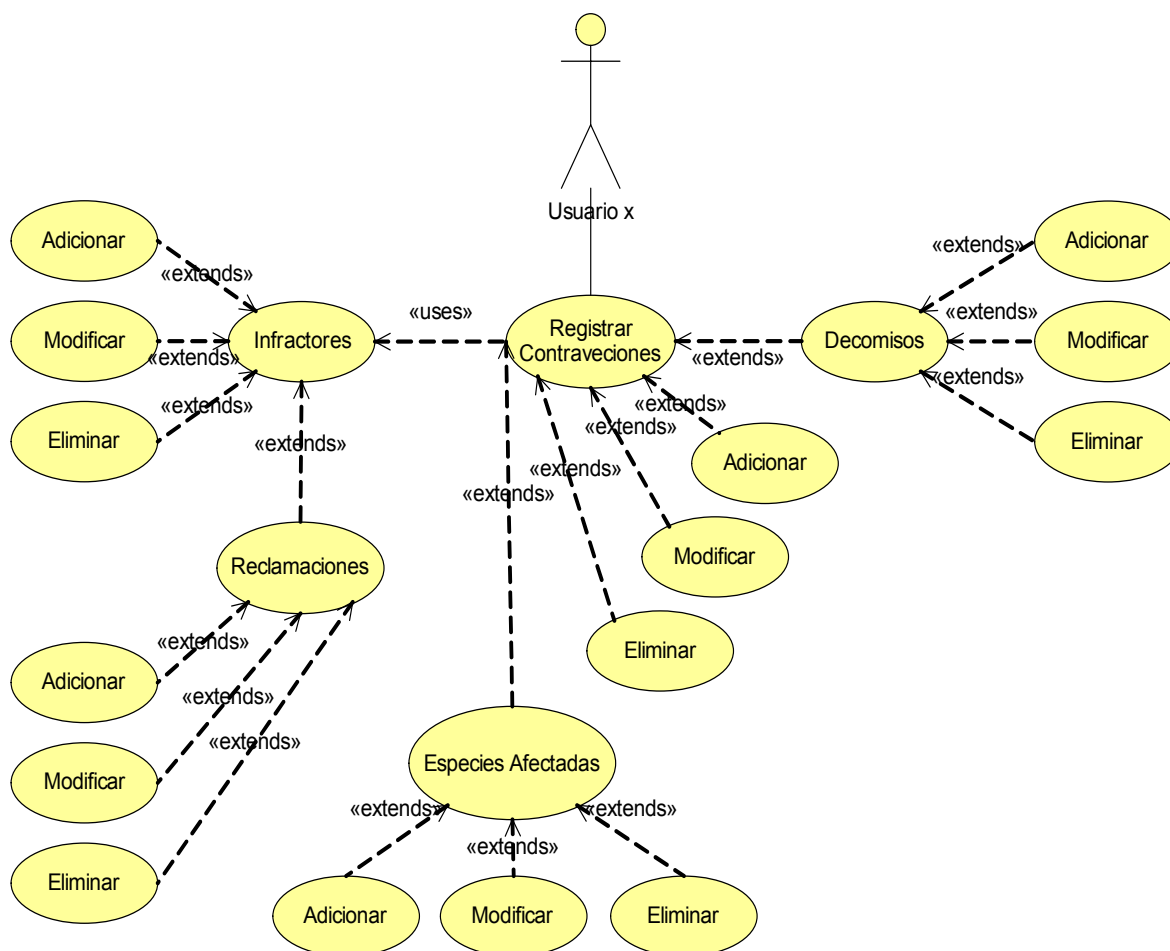 Usuario x
Adicionar
«extends»
Modificar
«extends»
Eliminar
«extends»
Infractores
«uses»
Registrar
Contraveciones
«extends»
Decomisos
«extends»
Adicionar
«extends»
Modificar
«extends»
Eliminar
«extends»
Adicionar
«extends»
Modificar
«extends»
Eliminar
«extends»
«extends»
Reclamaciones
Adicionar
«extends»
Modificar
«extends»
Eliminar
«extends»
Especies Afectadas
«extends»
«extends»
«extends»
Adicionar
Modificar
Eliminar